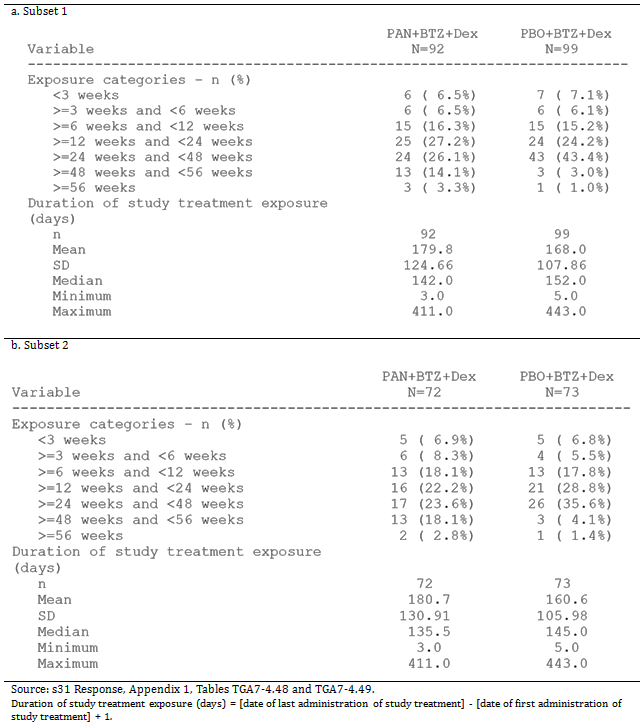 a. Subset 1
PAN+BTZ+Dex PBO+BTZ+Dex
Variable N=92 N=99
Exposure categories - n (%)
<3 weeks 6 ( 6.5%) 7 ( 7.1%)
>=3 weeks and <6 weeks 6 ( 6.5%) 6 ( 6.1%)
>=6 weeks and <12 weeks 15 (16.3%) 15 (15.2%)
>=12 weeks and <24 weeks 25 (27.2%) 24 (24.2%)
>=24 weeks and <48 weeks 24 (26.1%) 43 (43.4%)
>=48 weeks and <56 weeks 13 (14.1%) 3 ( 3.0%)
>=56 weeks 3 ( 3.3%) 1 ( 1.0%)
Duration of study treatment exposure
(days)
n 92 99
Mean 179.8 168.0
SD 124.66 107.86
Median 142.0 152.0
Minimum 3.0 5.0
Maximum 411.0 443.0
b. Subset 2
PAN+BTZ+Dex PBO+BTZ+Dex
Variable N=72 N=73
Exposure categories - n (%)
<3 weeks 5 ( 6.9%) 5 ( 6.8%)
>=3 weeks and <6 weeks 6 ( 8.3%) 4 ( 5.5%)
>=6 weeks and <12 weeks 13 (18.1%) 13 (17.8%)
>=12 weeks and <24 weeks 16 (22.2%) 21 (28.8%)
>=24 weeks and <48 weeks 17 (23.6%) 26 (35.6%)
>=48 weeks and <56 weeks 13 (18.1%) 3 ( 4.1%)
>=56 weeks 2 ( 2.8%) 1 ( 1.4%)
Duration of study treatment exposure
(days)
n 72 73
Mean 180.7 160.6
SD 130.91 105.98
Median 135.5 145.0
Minimum 3.0 5.0
Maximum 411.0 443.0
Source: s31 Response, Appendix 1, Tables TGA7-4.48 and TGA7-4.49.
Duration of study treatment exposure (days) = [date of last administration of study treatment] - [date of first administration of
study treatment] + 1.